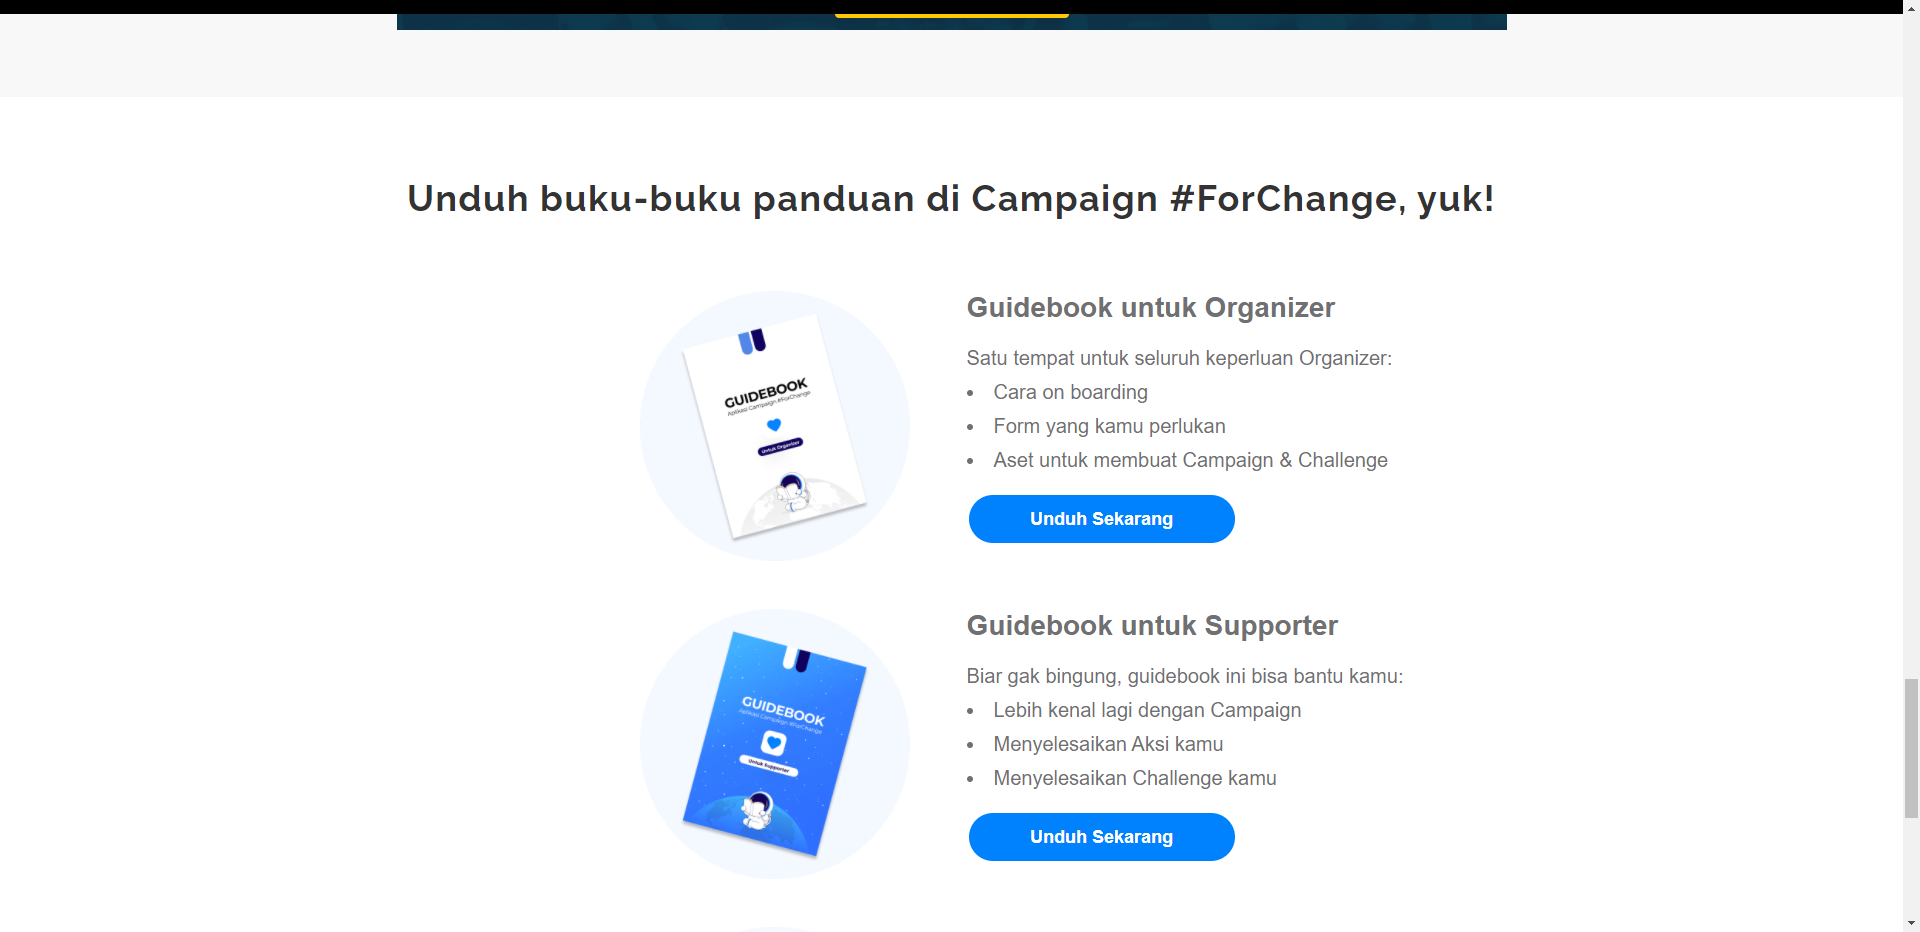 Unduh buku-buku panduan di Campaign #ForChange, yuk!
GUIDEBOOK
Aplikasi Campaign #ForChange
Untuk Organizer
Guidebook untuk Organizer
Satu tempat untuk seluruh keperluan Organizer:
• Cara on boarding
• Form yang kamu perlukan
• Aset untuk membuat Campaign & Challenge
Unduh Sekarang
GUIDEBOOK
Aplikasi Campaign #ForChange
Untuk Supporter
Guidebook untuk Supporter
Biar gak bingung, guidebook ini bisa bantu kamu:
• Lebih kenal lagi dengan Campaign
• Menyelesaikan Aksi kamu
• Menyelesaikan Challenge kamu
Unduh Sekarang